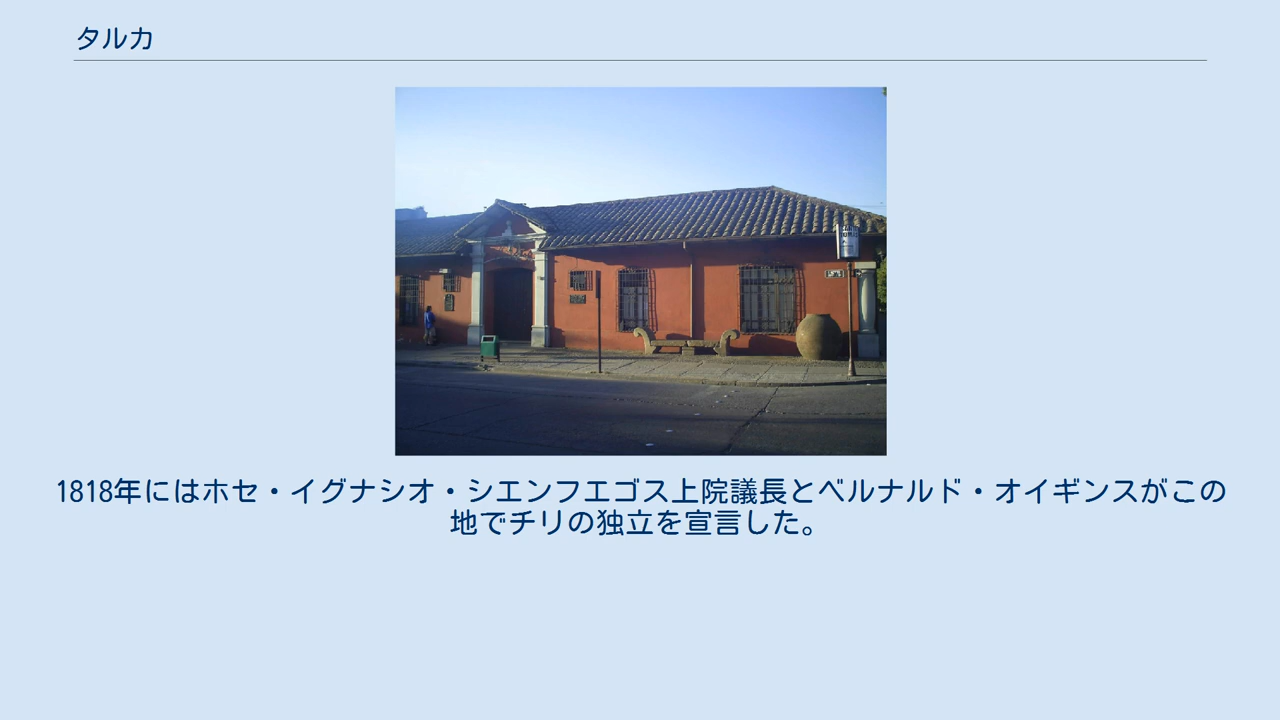 タルカ
1818年にはホセ・イグナシオ・シエンフエゴス上院議長とベルナルド・オイギンスがこの
地でチリの独立を宣言した。